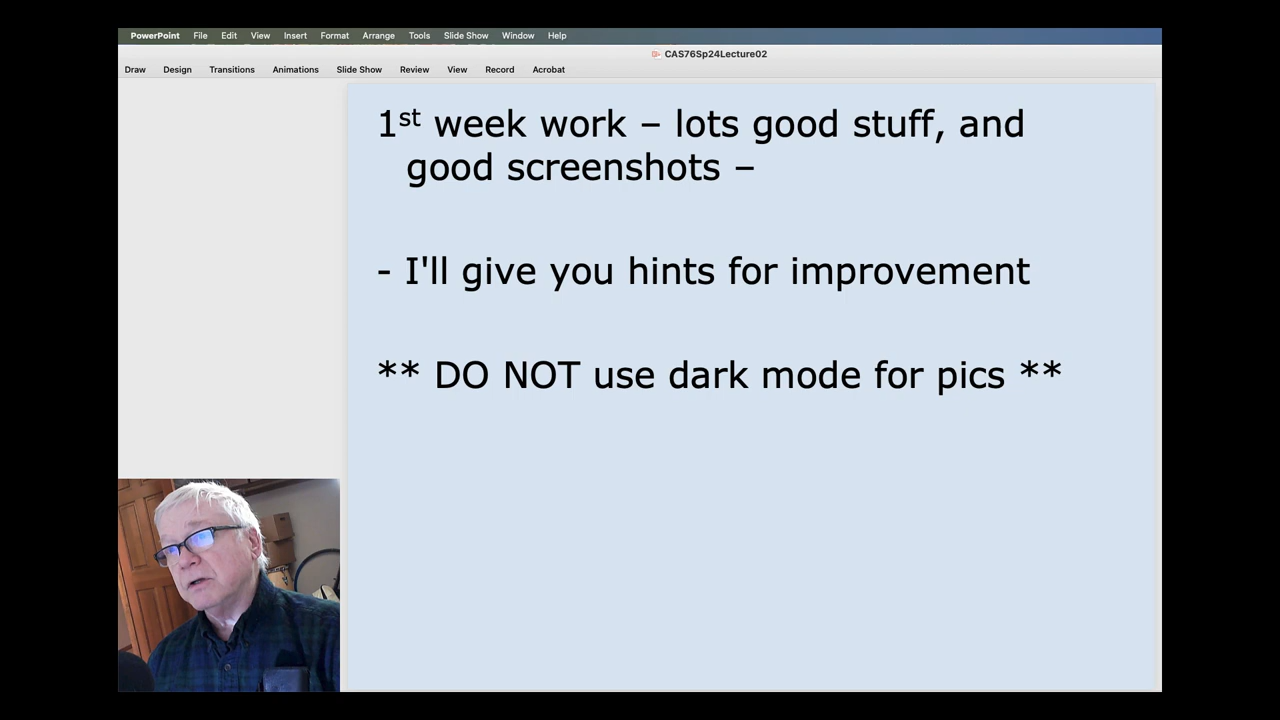 PowerPoint File Edit View Insert Format Arrange Tools Slide Show Window Help
CAS76Sp24Lecture02
Draw Design Transitions Animations Slide Show Review View Record Acrobat
1st week work – lots good stuff, and
good screenshots –
- I'll give you hints for improvement
** DO NOT use dark mode for pics **